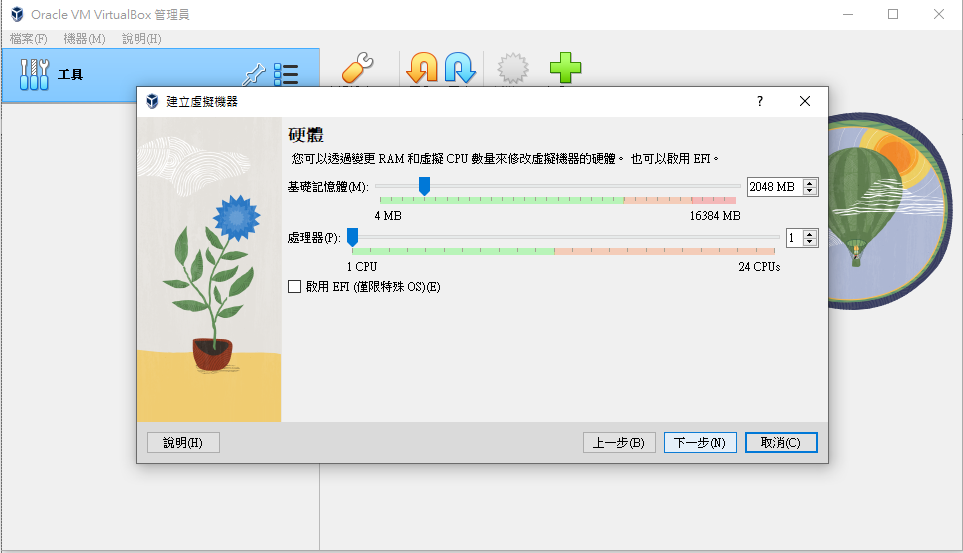 Oracle VM VirtualBox 管理員
檔案(F) 機器(M) 說明(H)
工具
建立虛擬機器
?
硬體
您可以透過變更 RAM 和虛擬 CPU 數量來修改虛擬機器的硬體。 也可以啟用 EFI。
基礎記憶體(M):
2048 MB
4 MB 16384 MB
處理器(P):
1
1 CPU 24 CPUs
啟用 EFI (僅限特殊 OS)(E)
說明(H) 上一步(B) 下一步(N) 取消(C)